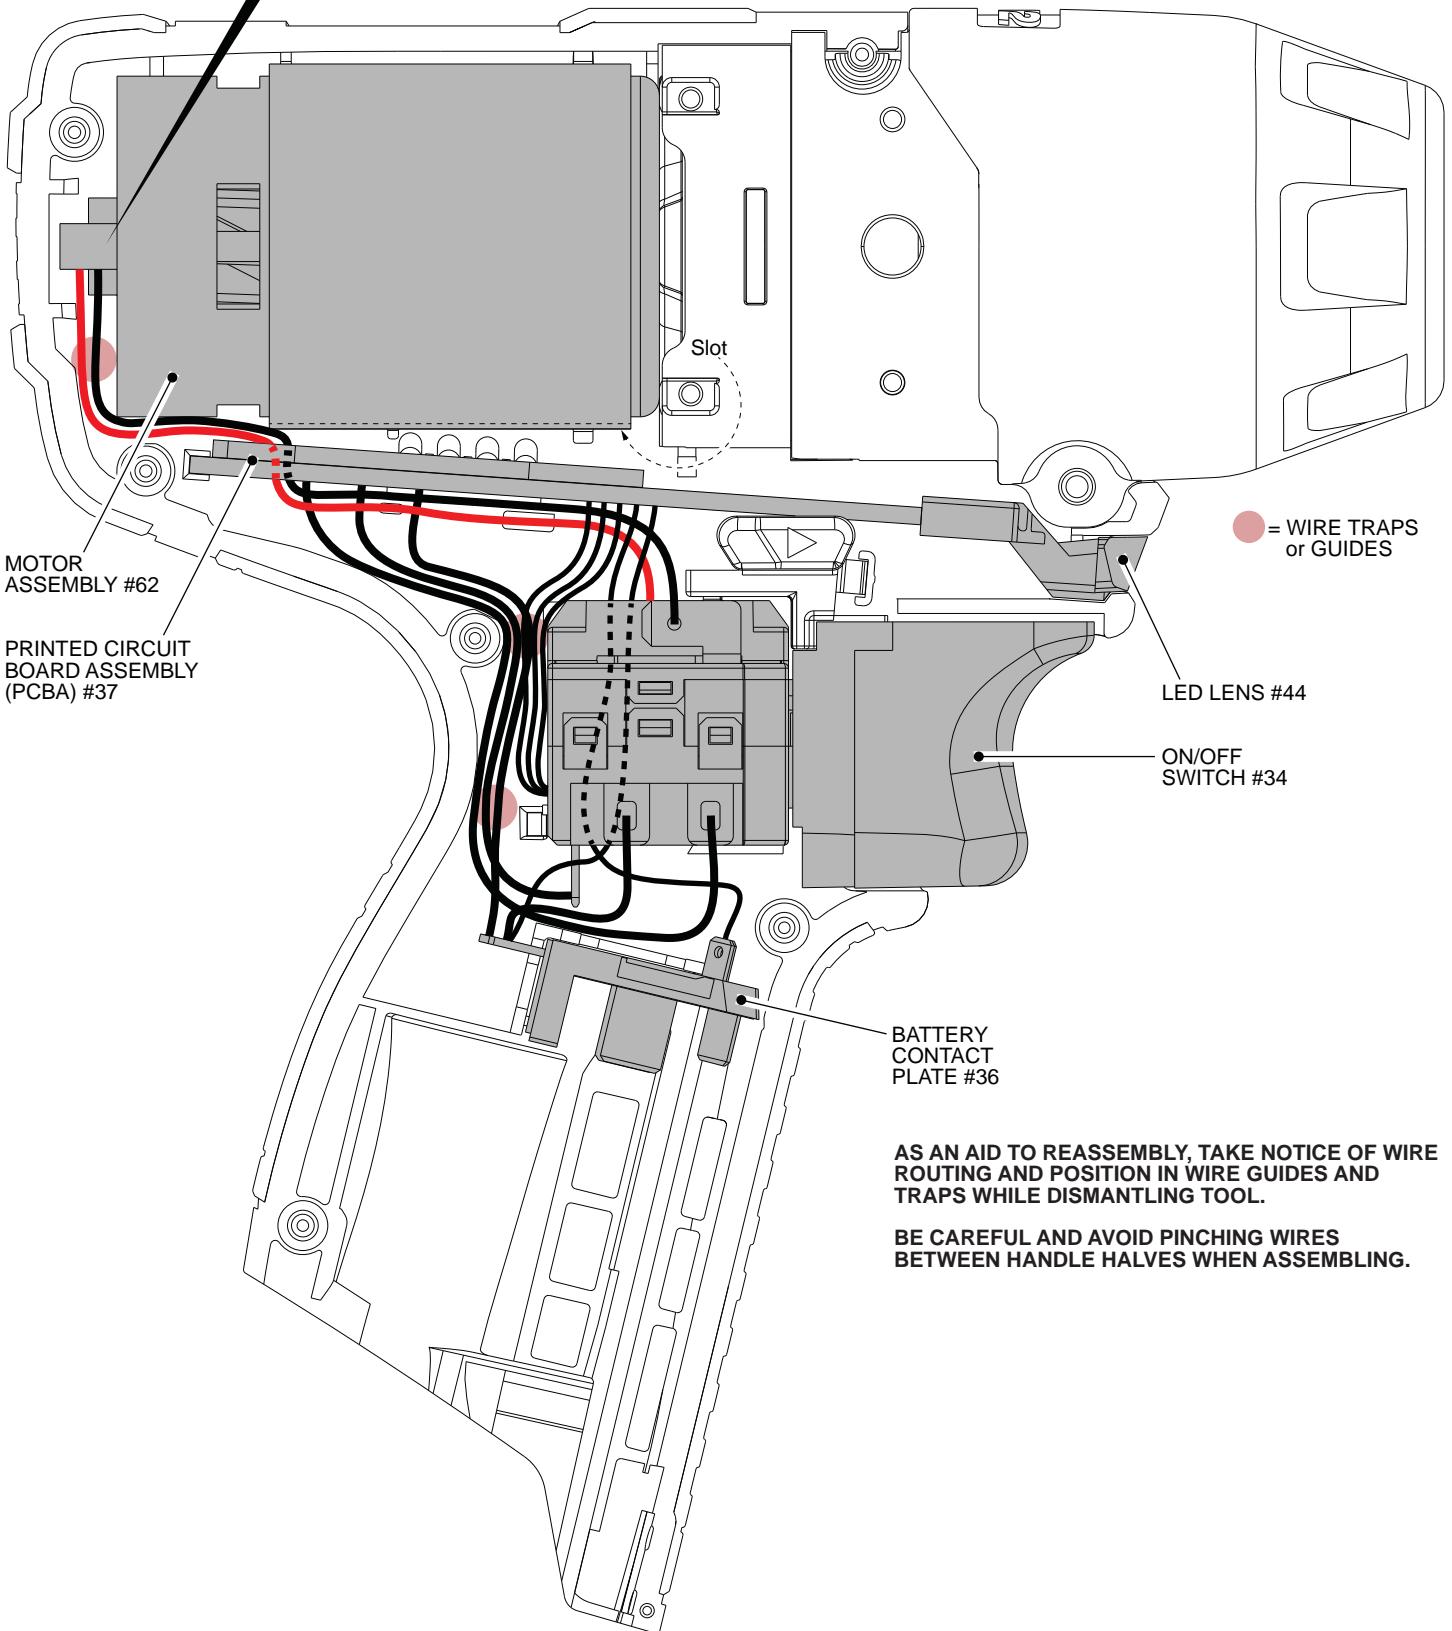 Slot
= WIRE TRAPS
or GUIDES
MOTOR
ASSEMBLY #62
PRINTED CIRCUIT
BOARD ASSEMBLY
(PCBA) #37
LED LENS #44
ON/OFF
SWITCH #34
BATTERY
CONTACT
PLATE #36
AS AN AID TO REASSEMBLY, TAKE NOTICE OF WIRE
ROUTING AND POSITION IN WIRE GUIDES AND
TRAPS WHILE DISMANTLING TOOL.
BE CAREFUL AND AVOID PINCHING WIRES
BETWEEN HANDLE HALVES WHEN ASSEMBLING.